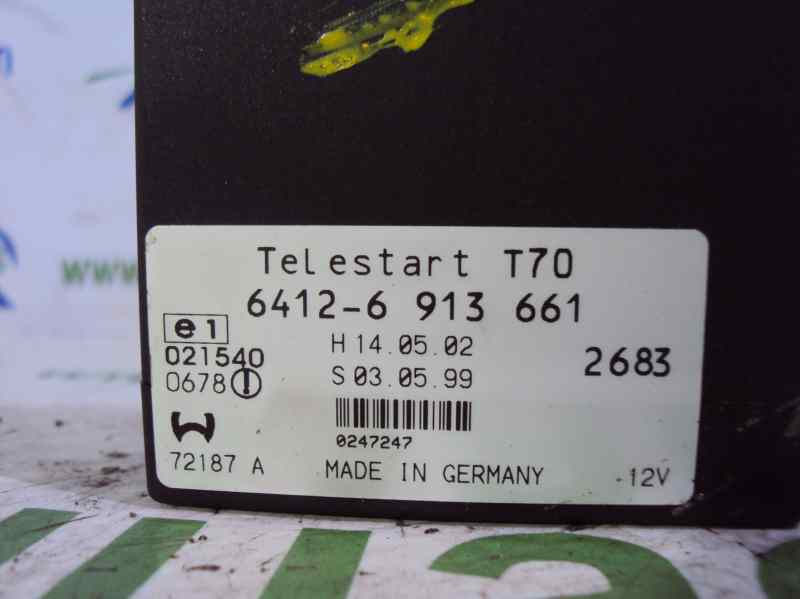 Telestart T70
6412-6 913 661
e1
021540
0678
H 14.05.02
S 03.05.99
2683
0247247
72187 A
MADE IN GERMANY
12V